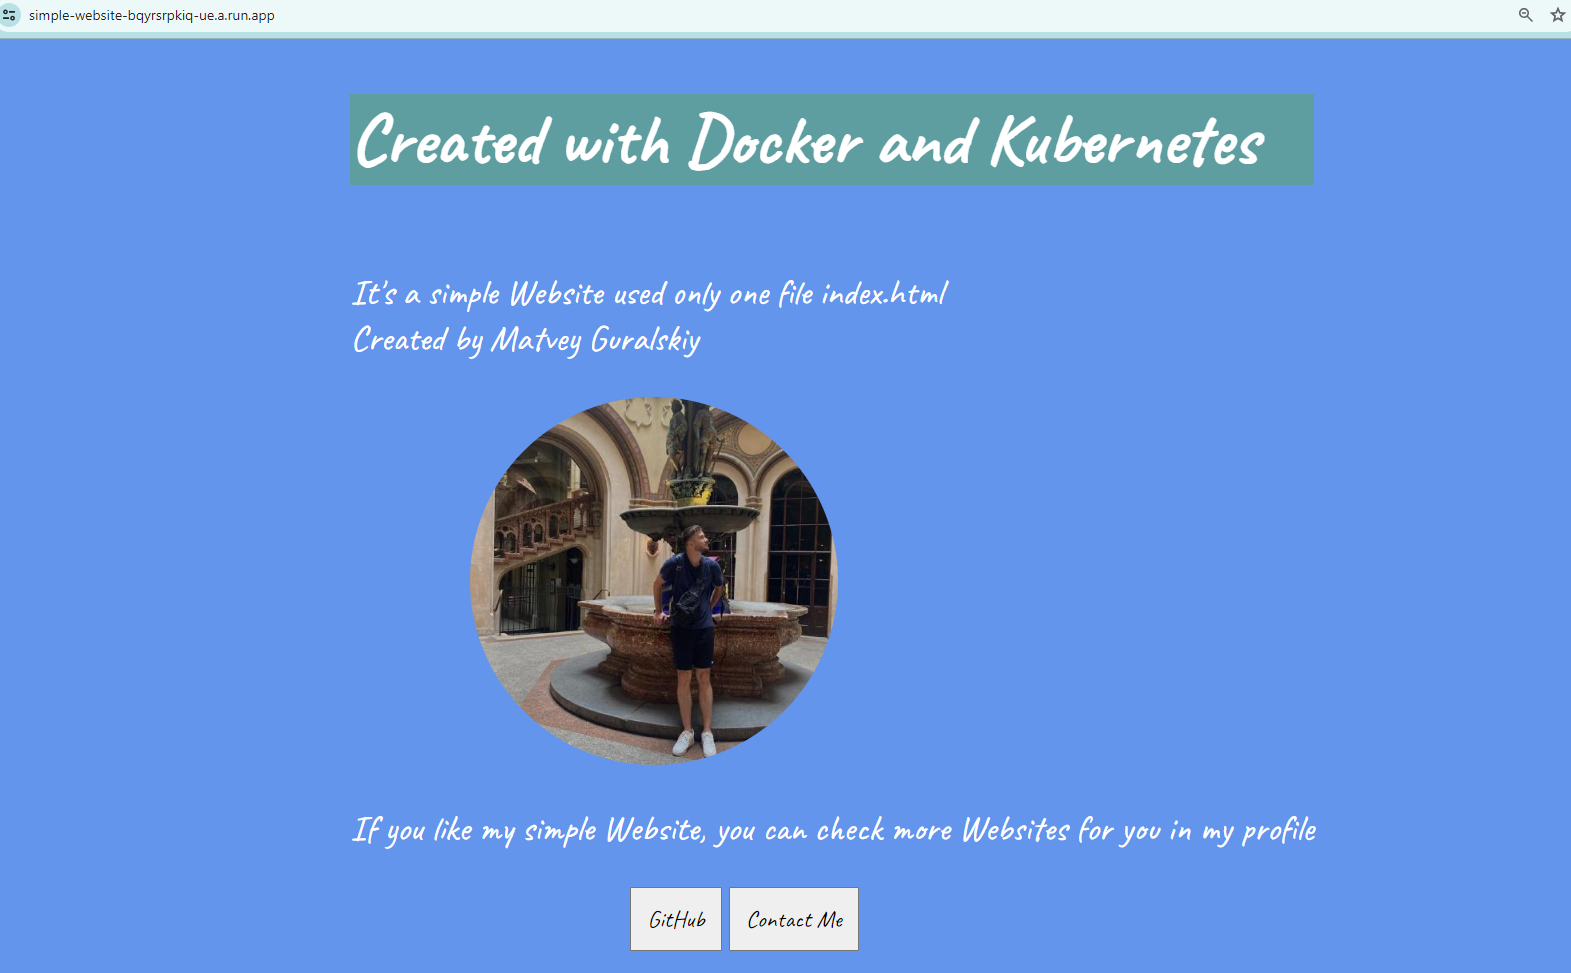 simple-website-bqyrsrpkiq-ue.a.run.app
Created with Docker and Kubernetes
It's a simple Website used only one file index.html
Created by Matvey Guralskiy
If you like my simple Website, you can check more Websites for you in my profile
GitHub
Contact Me